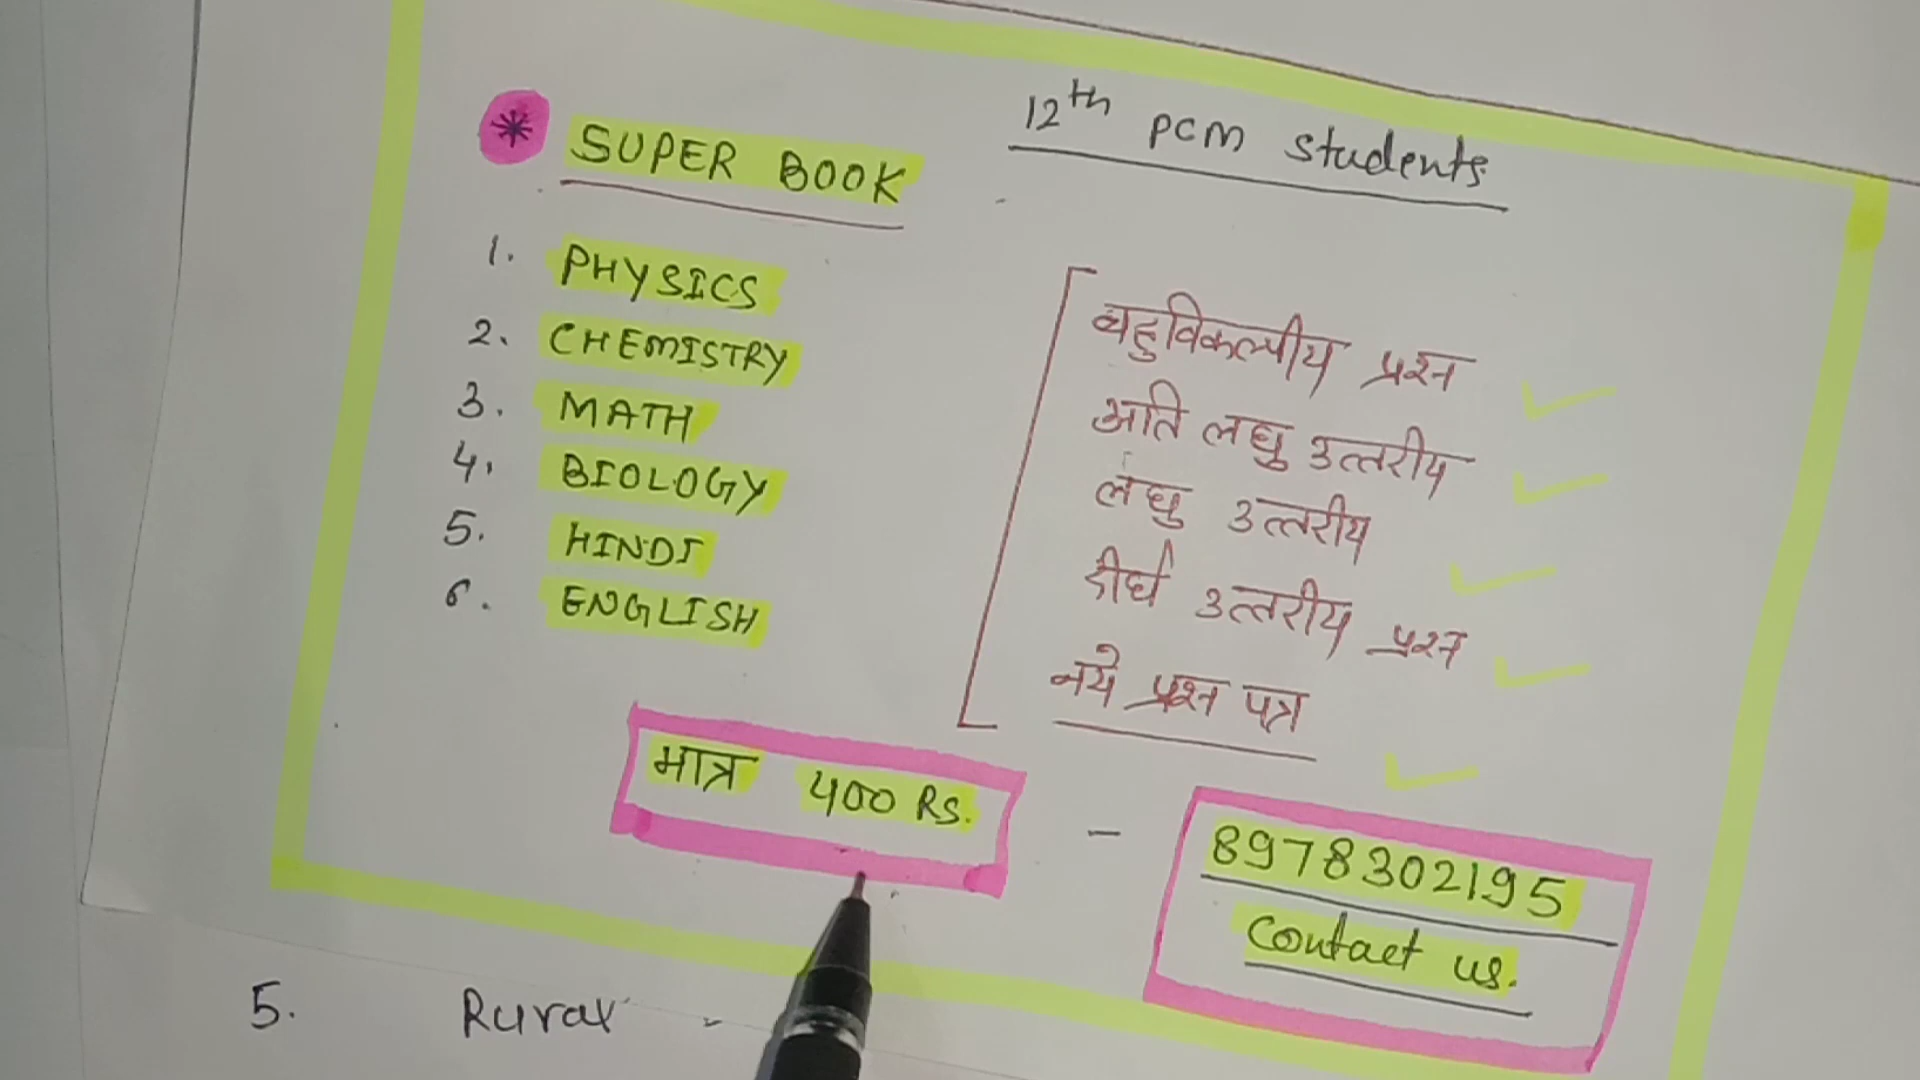 * SUPER BOOK
12th PCM students
1. PHYSICS
2. CHEMISTRY
3. MATH
4. BIOLOGY
5. HINDI
6. ENGLISH
बहुविकल्पीय प्रश्न
अति लघु उत्तरीय
लघु उत्तरीय
दीर्घ उत्तरीय प्रश्न
नये प्रश्न पत्र
मात्र 400 Rs.
- 8978302195
Contact us.
5. Rural -